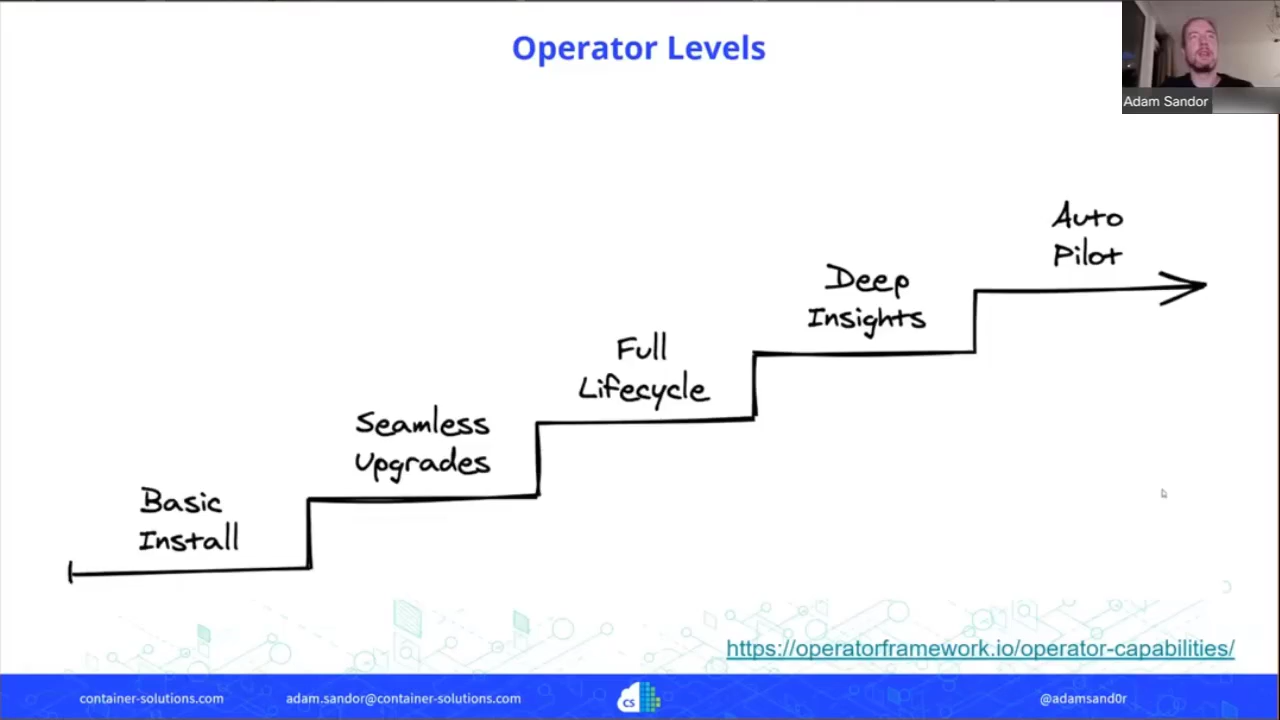 Operator Levels
Adam Sandor
Auto
Pilot
Deep
Insights
Full
Lifecycle
Seamless
Upgrades
Basic
Install
https://operatorframework.io/operator-capabilities/
container-solutions.com
adam.sandor@container-solutions.com
CS
@adamsand0r